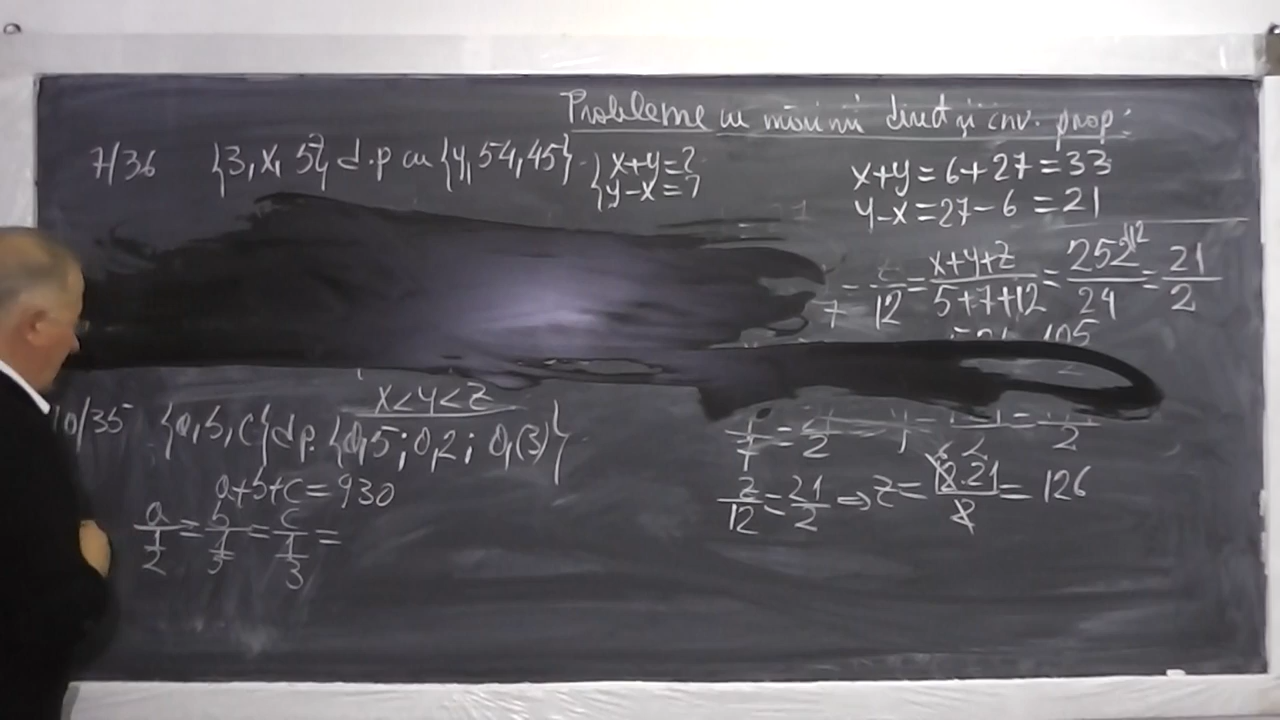 Probleme cu mărimi direct și inv. prop:
7/36 {3, x, 5} d.p cu {y, 54, 45}. { x+y=?
{ y-x=?
x+y=6+27=33
y-x=27-6=21
7 = z/12 = (x+y+z)/(5+7+12) = 252/24 = 21/2
105
x<y<z
10/35 {a, b, c} d.p. {0,5; 0,2; 0,(3)}
a+b+c=930
a/(1/2) = b/(1/5) = c/(1/3) =
z/12 = 21/2 => z = 12·21/2 = 126